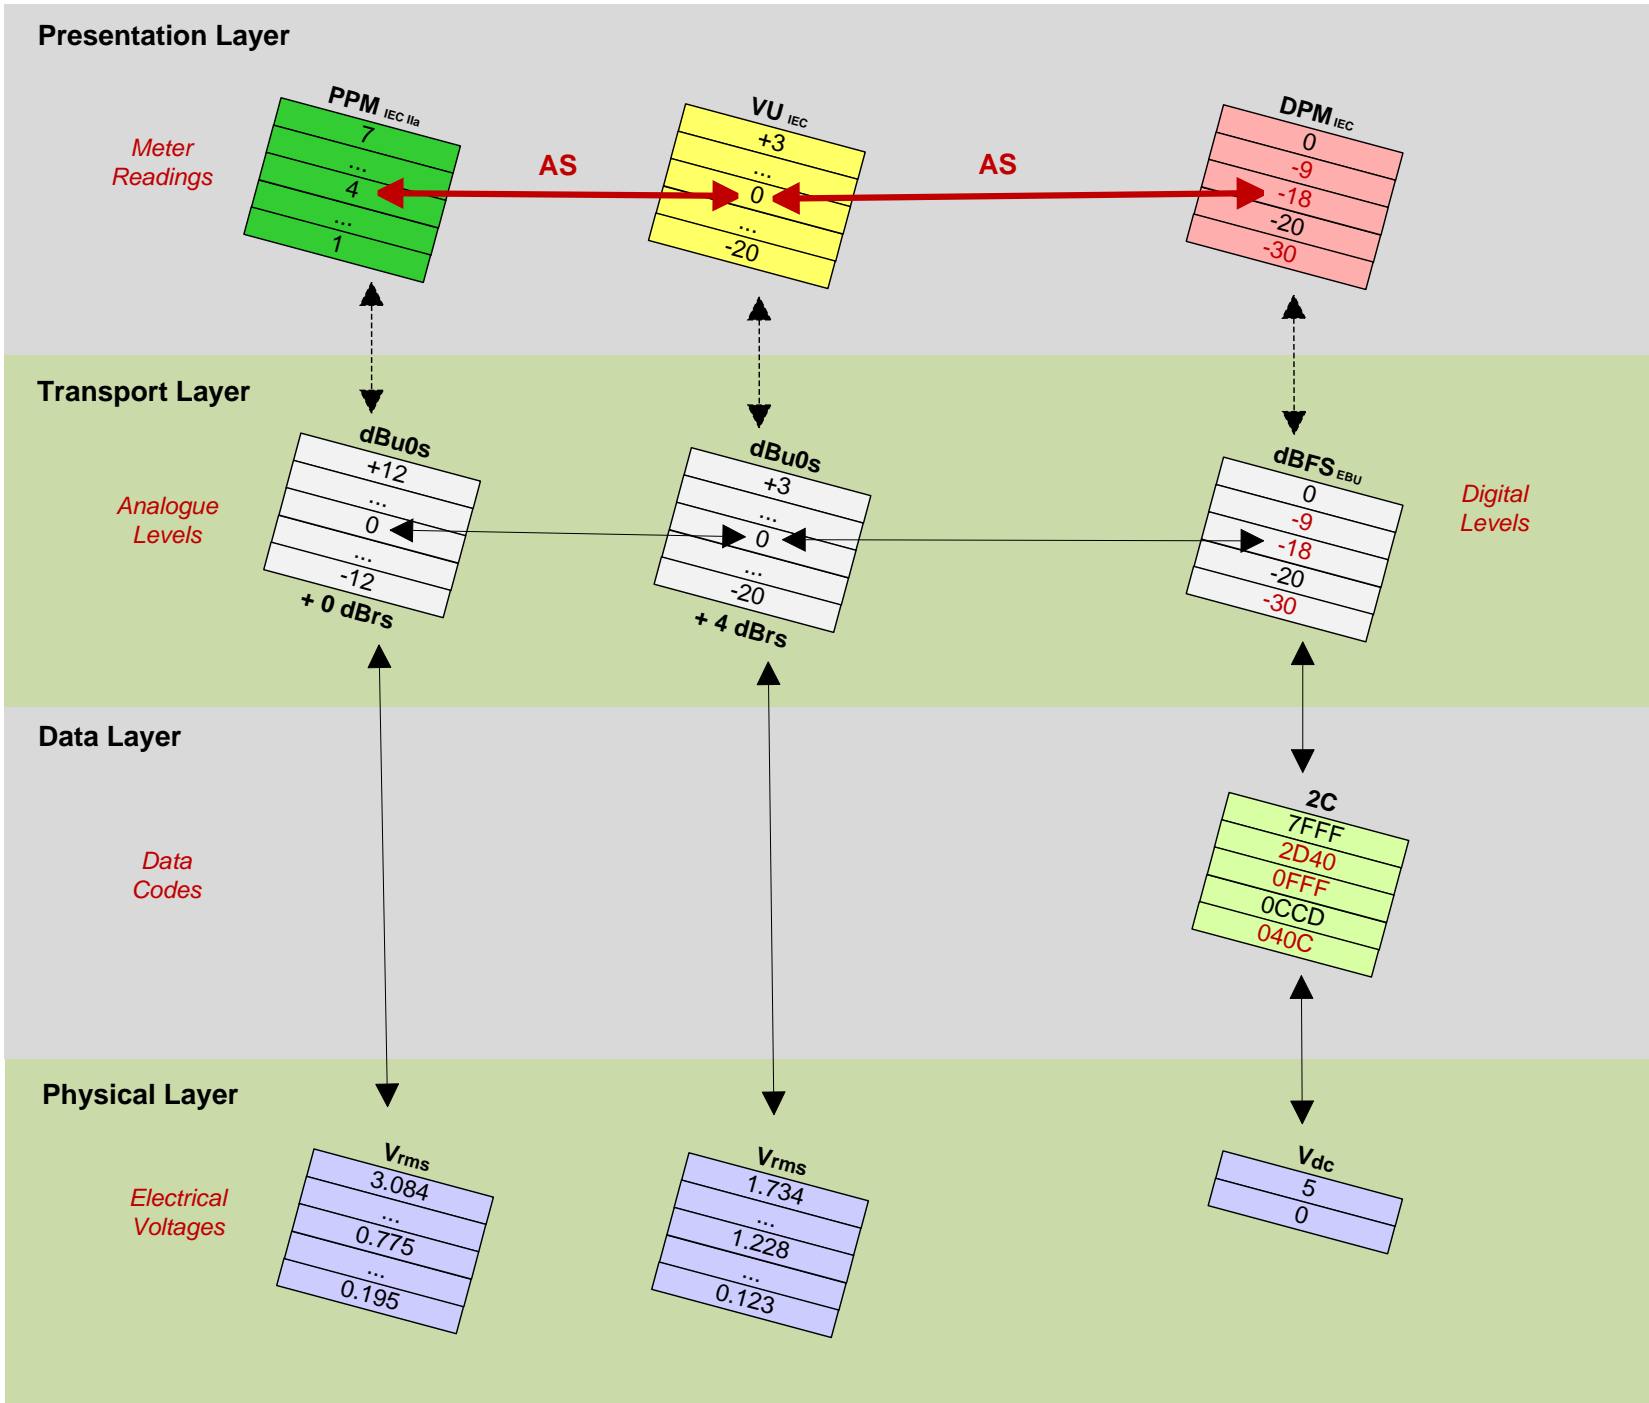 Presentation Layer
Meter
Readings
PPM IEC IIa
7
...
4
...
1
AS
VU IEC
+3
...
0
...
-20
AS
DPM IEC
0
-9
-18
-20
-30
Transport Layer
Analogue
Levels
dBu0s
+12
...
0
...
-12
+ 0 dBrs
dBu0s
+3
...
0
...
-20
+ 4 dBrs
dBFS EBU
0
-9
-18
-20
-30
Digital
Levels
Data Layer
Data
Codes
2C
7FFF
2D40
0FFF
0CCD
040C
Physical Layer
Electrical
Voltages
Vrms
3.084
...
0.775
...
0.195
Vrms
1.734
...
1.228
...
0.123
Vdc
5
0